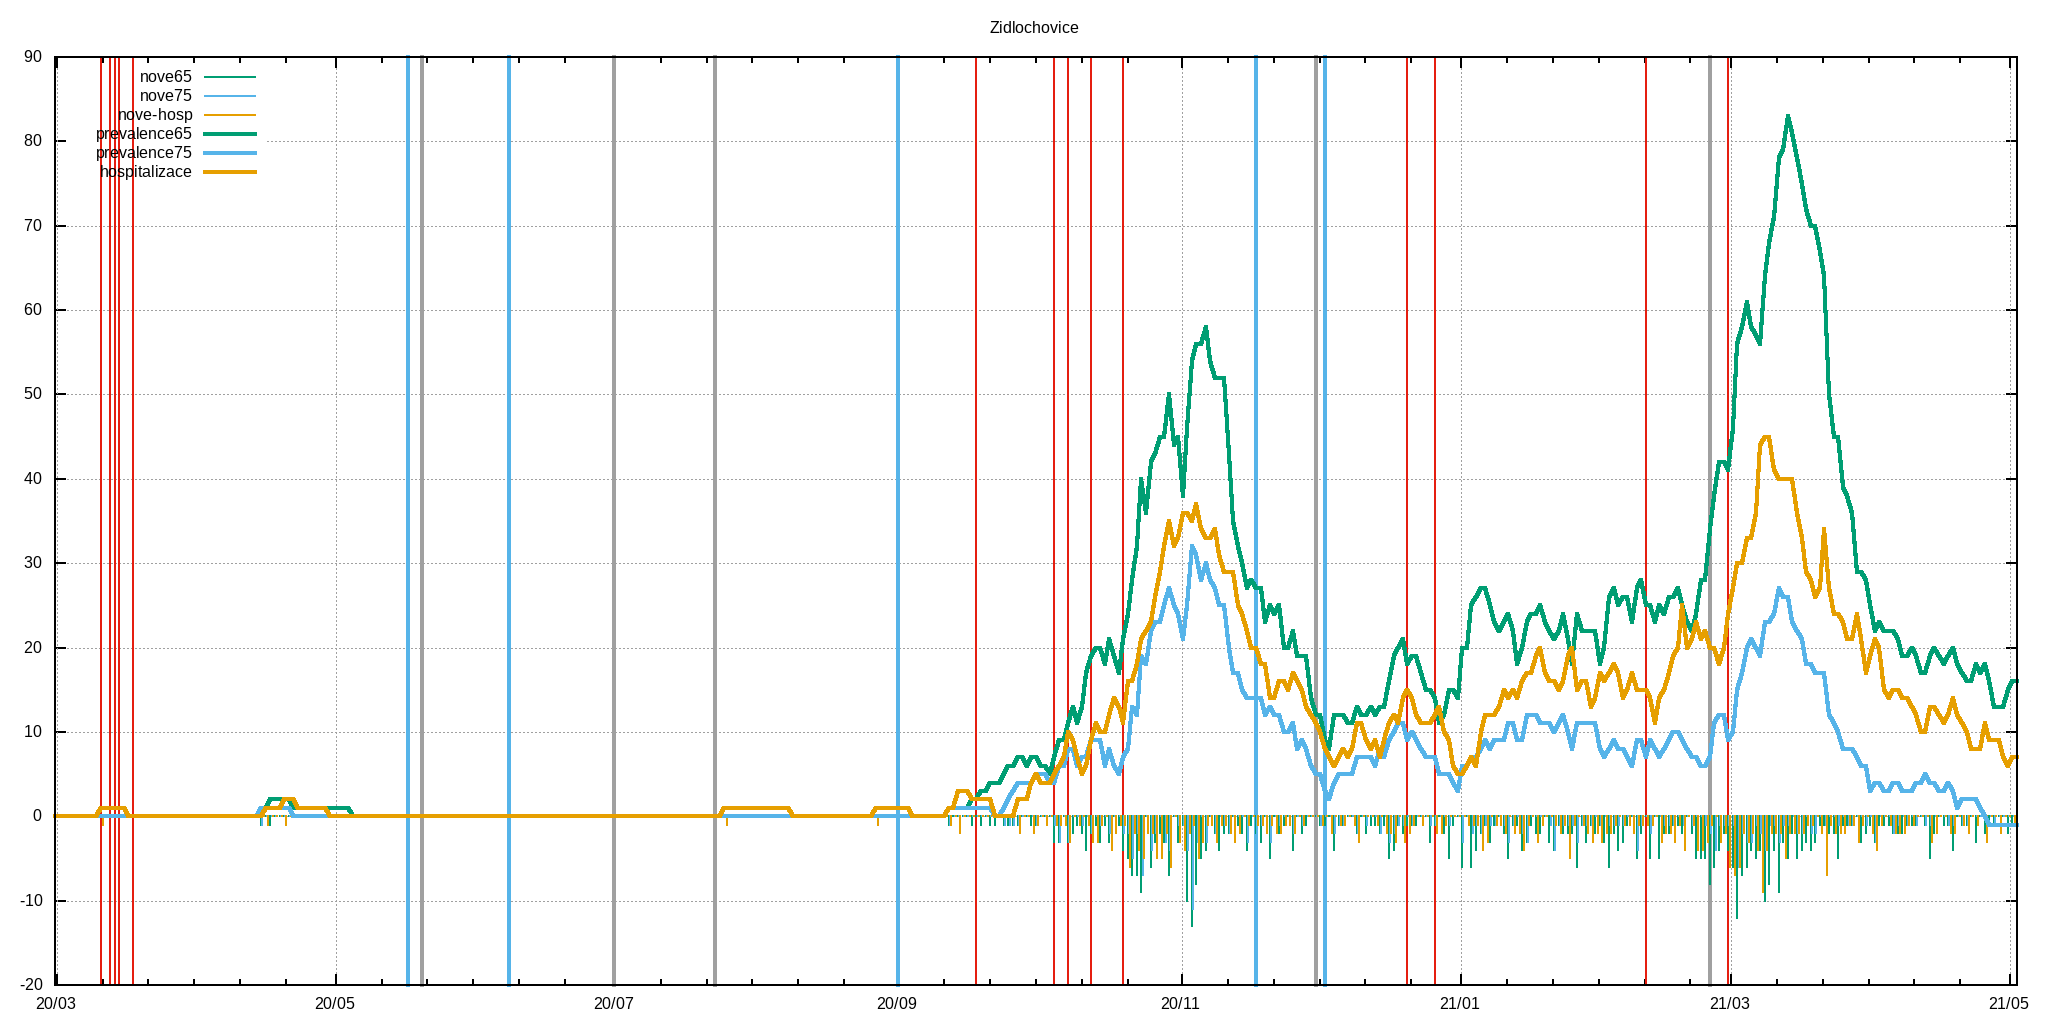 Zidlochovice
90
80
70
60
50
40
30
20
10
0
-10
-20
nove65
nove75
nove-hosp
prevalence65
prevalence75
hospitalizace
20/03 20/05 20/07 20/09 20/11 21/01 21/03 21/05